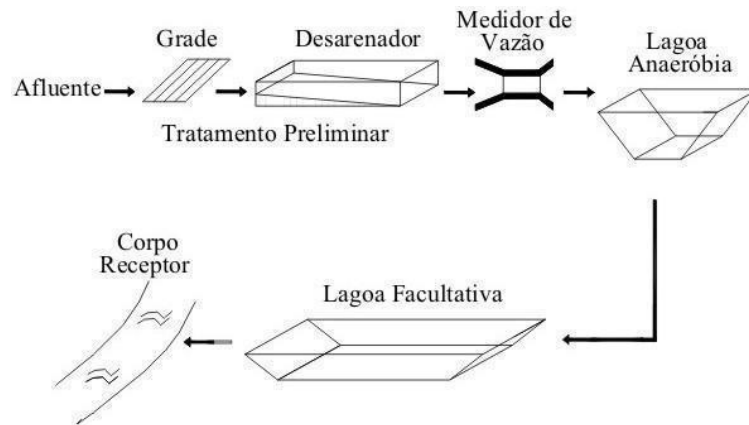 Afluente
Grade
Desarenador
Tratamento Preliminar
Medidor de
Vazão
Lagoa
Anaeróbia
Lagoa Facultativa
Corpo
Receptor